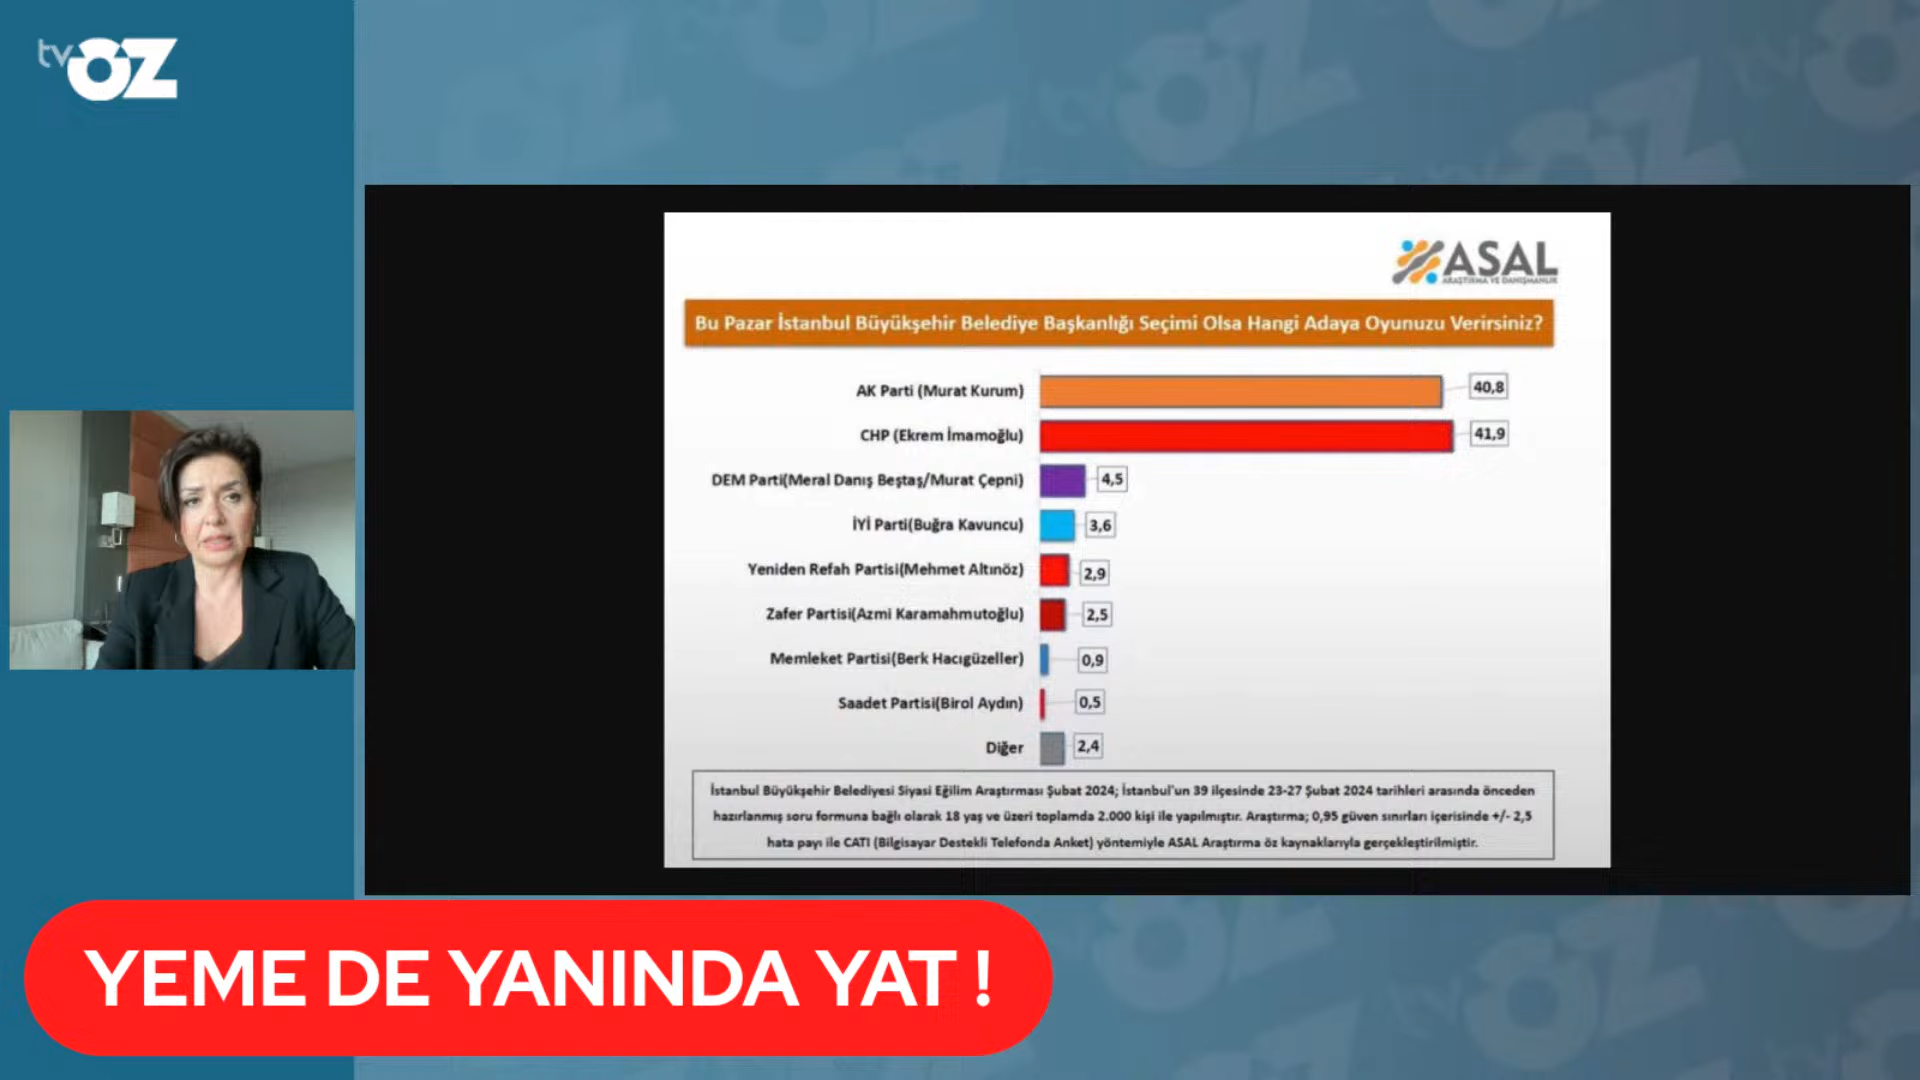 tvÖZ
ASAL
ARAŞTIRMA VE DANIŞMANLIK
Bu Pazar İstanbul Büyükşehir Belediye Başkanlığı Seçimi Olsa Hangi Adaya Oyunuzu Verirsiniz?
AK Parti (Murat Kurum) 40,8
CHP (Ekrem İmamoğlu) 41,9
DEM Parti(Meral Danış Beştaş/Murat Çepni) 4,5
İYİ Parti(Buğra Kavuncu) 3,6
Yeniden Refah Partisi(Mehmet Altınöz) 2,9
Zafer Partisi(Azmi Karamahmutoğlu) 2,5
Memleket Partisi(Berk Hacıgüzeller) 0,9
Saadet Partisi(Birol Aydın) 0,5
Diğer 2,4
İstanbul Büyükşehir Belediyesi Siyasi Eğilim Araştırması Şubat 2024; İstanbul'un 39 ilçesinde 23-27 Şubat 2024 tarihleri arasında önceden
hazırlanmış soru formuna bağlı olarak 18 yaş ve üzeri toplamda 2.000 kişi ile yapılmıştır. Araştırma; 0,95 güven sınırları içerisinde +/- 2,5
hata payı ile CATI (Bilgisayar Destekli Telefonda Anket) yöntemiyle ASAL Araştırma öz kaynaklarıyla gerçekleştirilmiştir.
YEME DE YANINDA YAT !